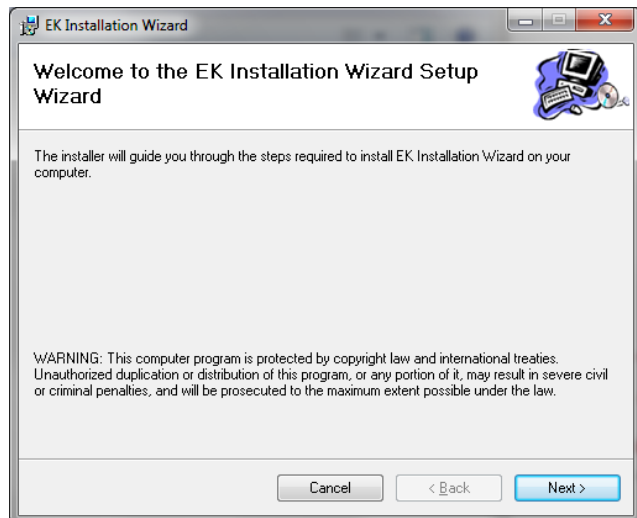 EK Installation Wizard
Welcome to the EK Installation Wizard Setup
Wizard
The installer will guide you through the steps required to install EK Installation Wizard on your
computer.
WARNING: This computer program is protected by copyright law and international treaties.
Unauthorized duplication or distribution of this program, or any portion of it, may result in severe civil
or criminal penalties, and will be prosecuted to the maximum extent possible under the law.
Cancel < Back Next >